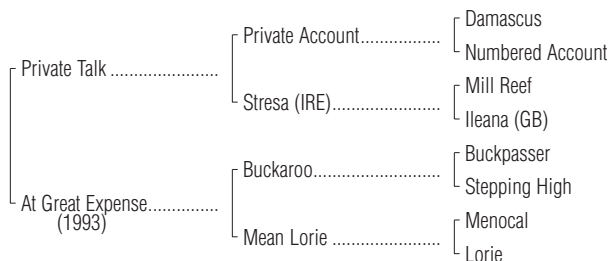 Damascus
Private Account..................
Numbered Account
Private Talk ........................
Mill Reef
Stresa (IRE)........................
Ileana (GB)
Buckpasser
Buckaroo............................
Stepping High
At Great Expense...............
(1993)
Menocal
Mean Lorie ........................
Lorie